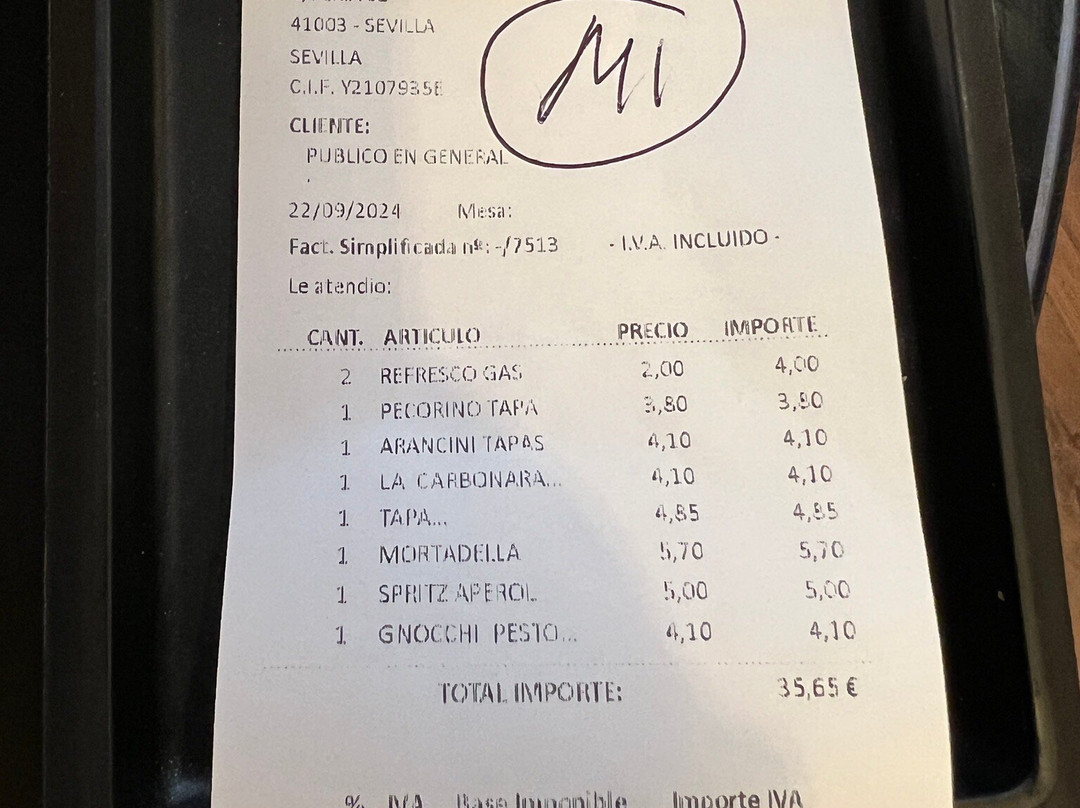 41003 - SEVILLA
SEVILLA
C.I.F. Y2107935E
CLIENTE:
PUBLICO EN GENERAL
.
22/09/2024 Mesa:
Fact. Simplificada nº: -/7513 - I.V.A. INCLUIDO -
Le atendio:
CANT. ARTICULO PRECIO IMPORTE
2 REFRESCO GAS 2,00 4,00
1 PECORINO TAPA 3,80 3,80
1 ARANCINI TAPAS 4,10 4,10
1 LA CARBONARA... 4,10 4,10
1 TAPA... 4,85 4,85
1 MORTADELLA 5,70 5,70
1 SPRITZ APEROL 5,00 5,00
1 GNOCCHI PESTO... 4,10 4,10
TOTAL IMPORTE: 35,65 €
% IVA Base Imponible Importe IVA